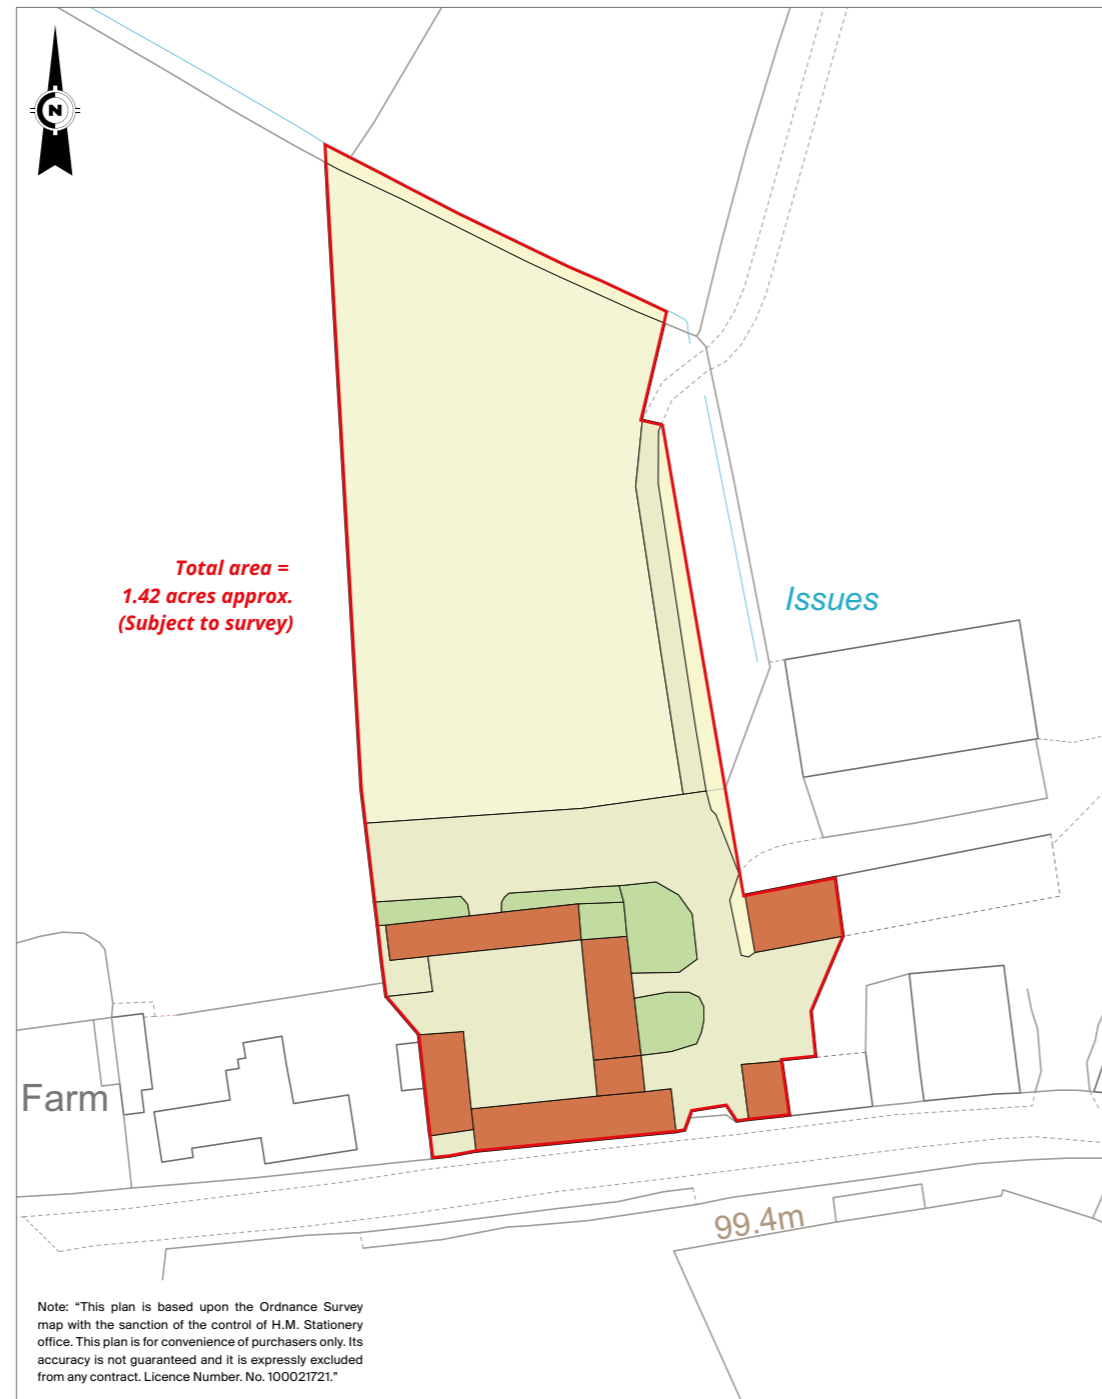 N
Total area =
1.42 acres approx.
(Subject to survey)
Issues
Farm
99.4m
Note: “This plan is based upon the Ordnance Survey
map with the sanction of the control of H.M. Stationery
office. This plan is for convenience of purchasers only. Its
accuracy is not guaranteed and it is expressly excluded
from any contract. Licence Number. No. 100021721.”